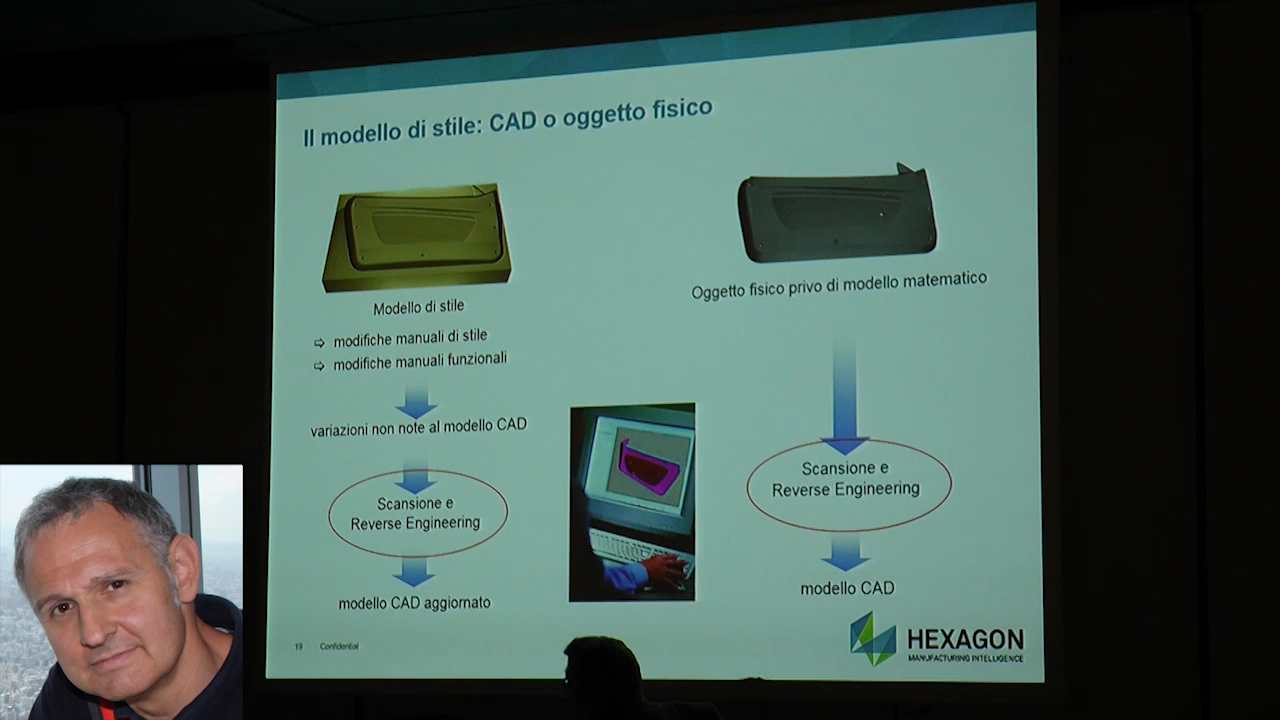 Il modello di stile: CAD o oggetto fisico
Modello di stile
⇨ modifiche manuali di stile
⇨ modifiche manuali funzionali
variazioni non note al modello CAD
Scansione e
Reverse Engineering
modello CAD aggiornato
Oggetto fisico privo di modello matematico
Scansione e
Reverse Engineering
modello CAD
19 Confidential
HEXAGON
MANUFACTURING INTELLIGENCE